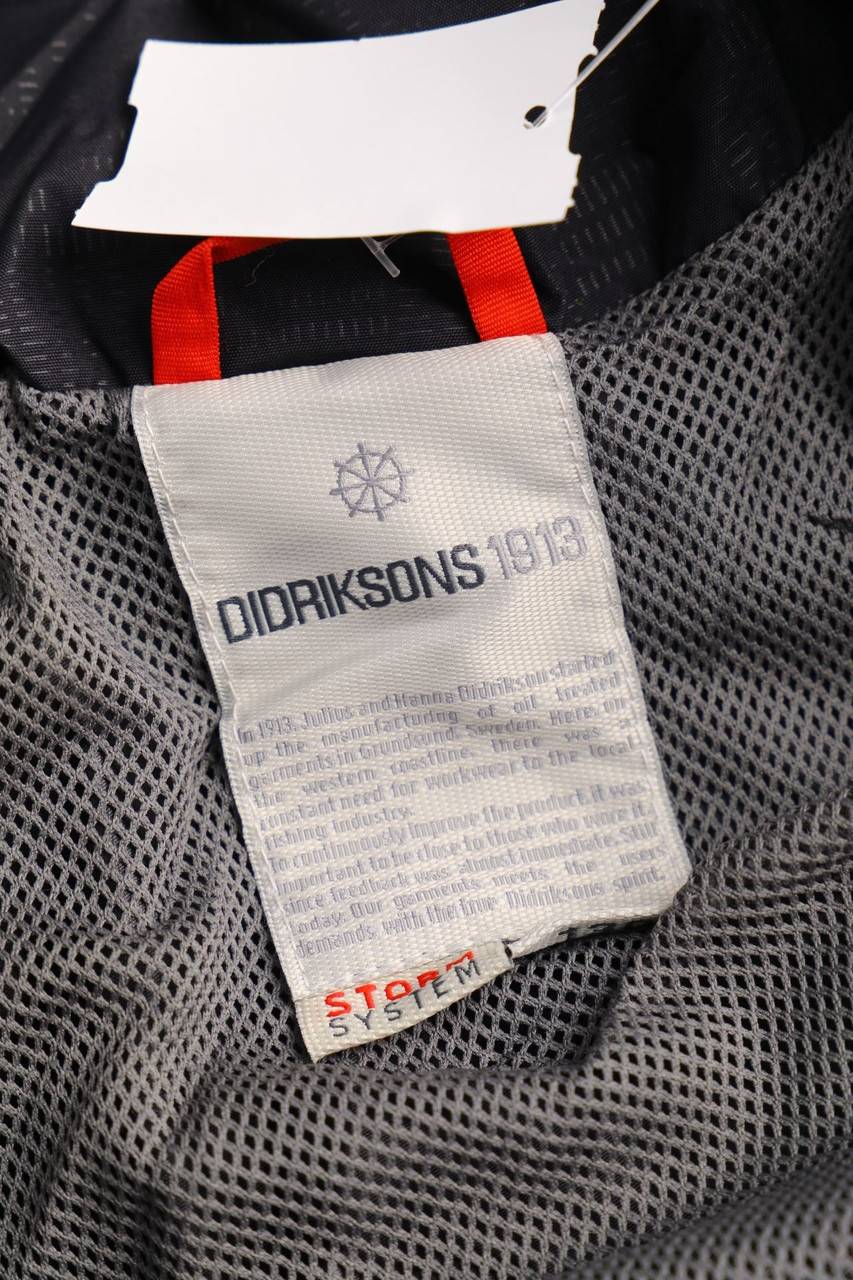 DIDRIKSONS 1913
In 1913, Julius and Hanna Didrikson started
up the manufacturing of oil treated
garments in Grundsund, Sweden. Here, on
the western coastline, there was a
constant need for workwear to the local
fishing industry.
To continuously improve the product, it was
important to be close to those who wore it,
since feedback was almost immediate. Still
today. Our garments meets the users
demands with the true Didriksons spirit.
STORM
SYSTEM